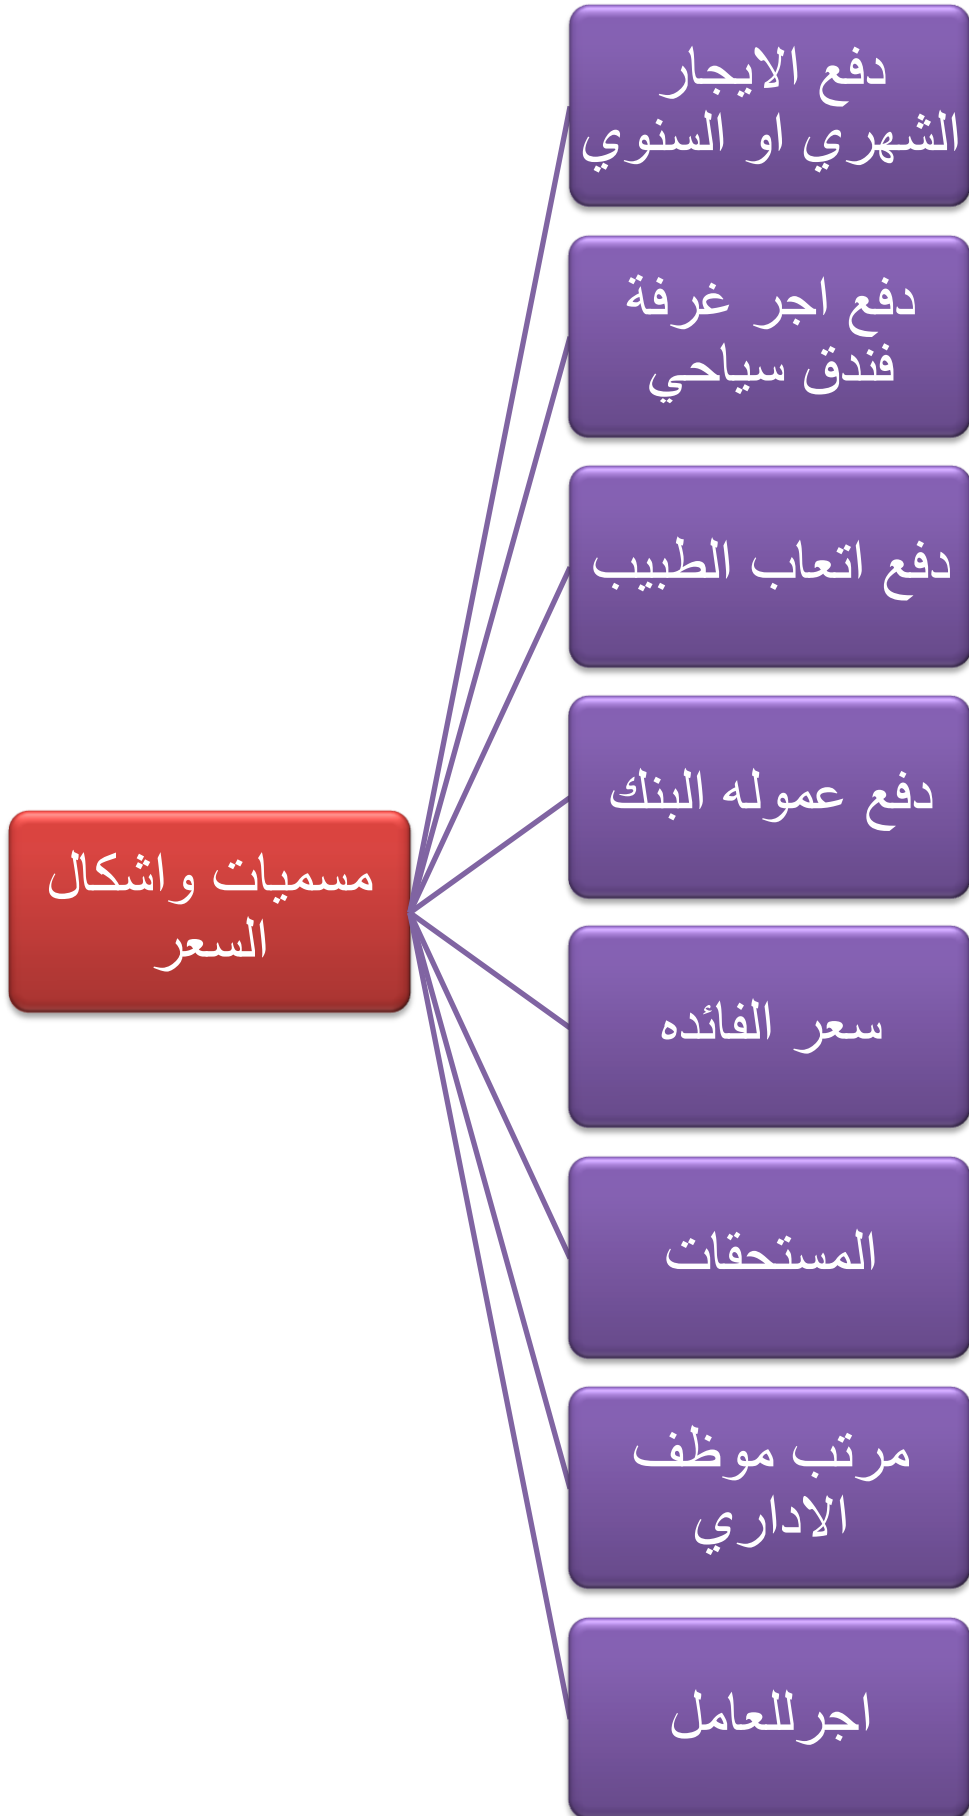 دفع الايجار
الشهري او السنوي
دفع اجر غرفة
فندق سياحي
دفع اتعاب الطبيب
دفع عموله البنك
مسميات واشكال
السعر
سعر الفائده
المستحقات
مرتب موظف
الاداري
اجرللعامل